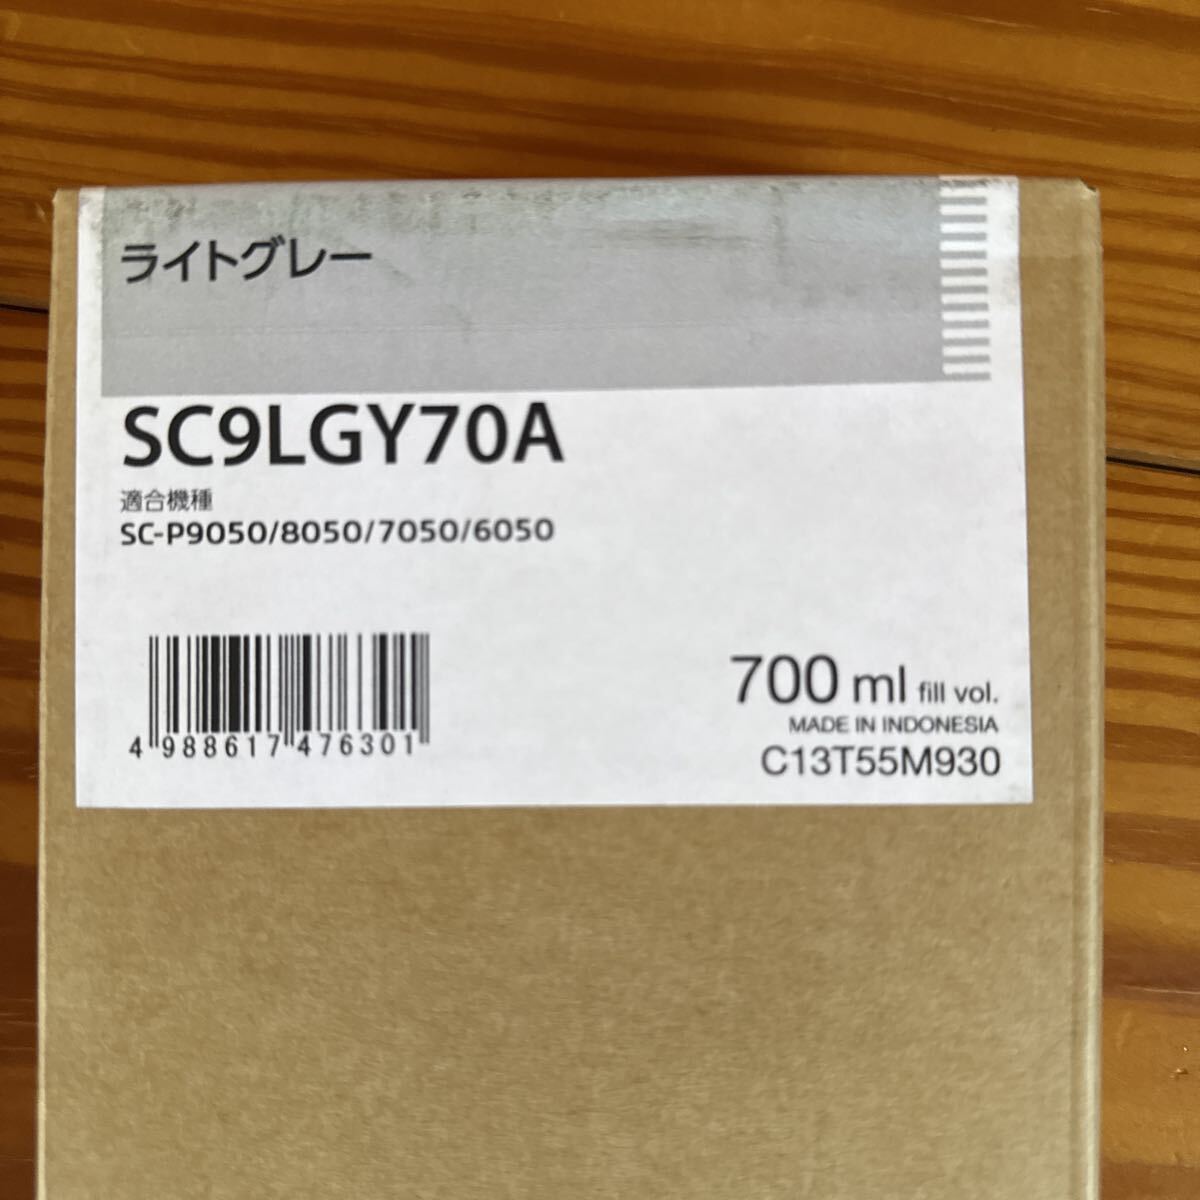 ライトグレー
SC9LGY70A
適合機種
SC-P9050/8050/7050/6050
4 988617 476301
700 ml fill vol.
MADE IN INDONESIA
C13T55M930